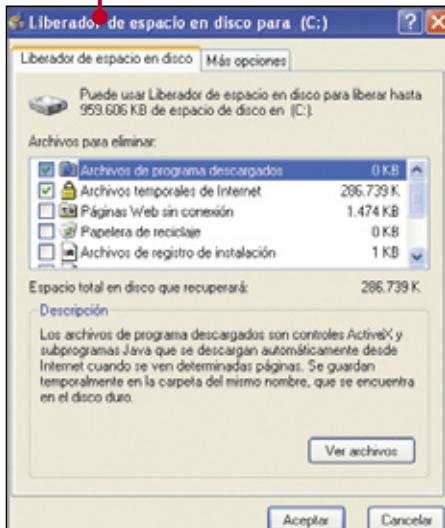 Liberador de espacio en disco para (C:)
Liberador de espacio en disco
Más opciones
Puede usar Liberador de espacio en disco para liberar hasta
959.606 KB de espacio de disco en (C:).
Archivos para eliminar:
Archivos de programa descargados 0 KB
Archivos temporales de Internet 286.739 K
Páginas Web sin conexión 1.474 KB
Papelera de reciclaje 0 KB
Archivos de registro de instalación 1 KB
Espacio total en disco que recuperará: 286.739 K
Descripción
Los archivos de programa descargados son controles ActiveX y
subprogramas Java que se descargan automáticamente desde
Internet cuando se ven determinadas páginas. Se guardan
temporalmente en la carpeta del mismo nombre, que se encuentra
en el disco duro.
Ver archivos
Aceptar
Cancelar